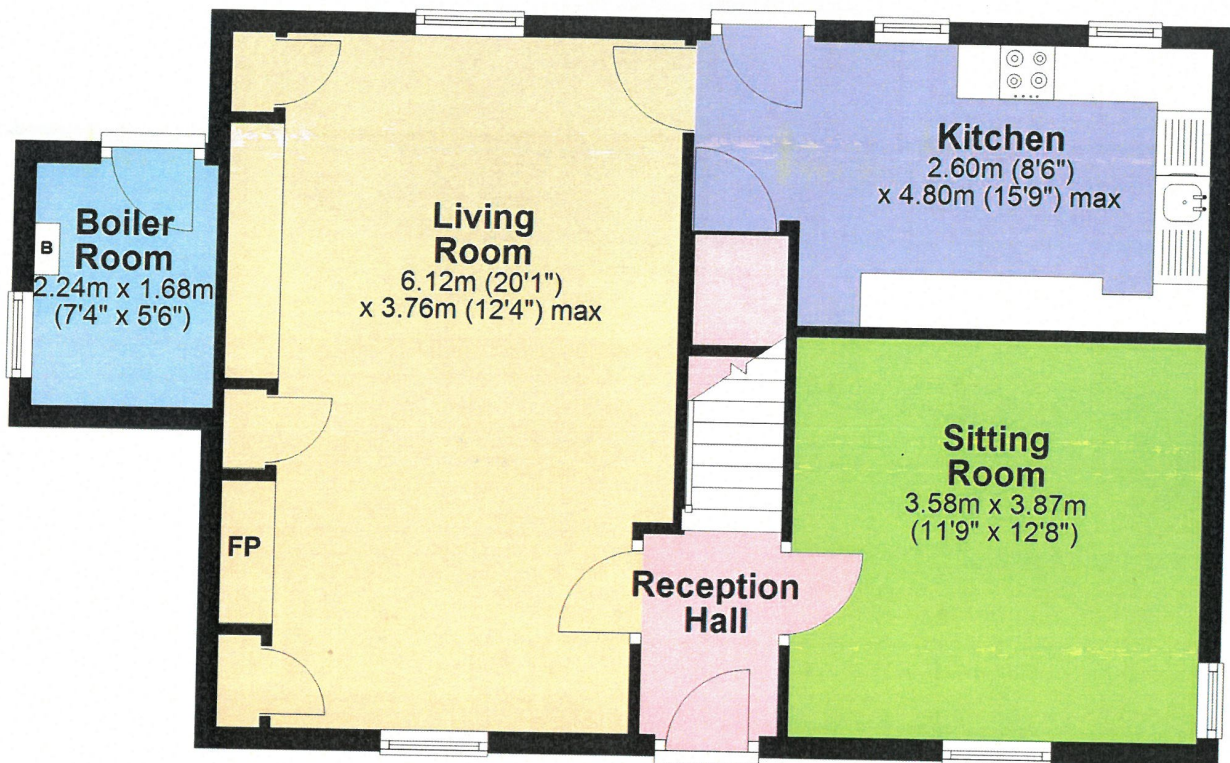 Kitchen
2.60m (8'6")
x 4.80m (15'9") max
Boiler
Room
2.24m x 1.68m
(7'4" x 5'6")
B
Living
Room
6.12m (20'1")
x 3.76m (12'4") max
Sitting
Room
3.58m x 3.87m
(11'9" x 12'8")
FP
Reception
Hall